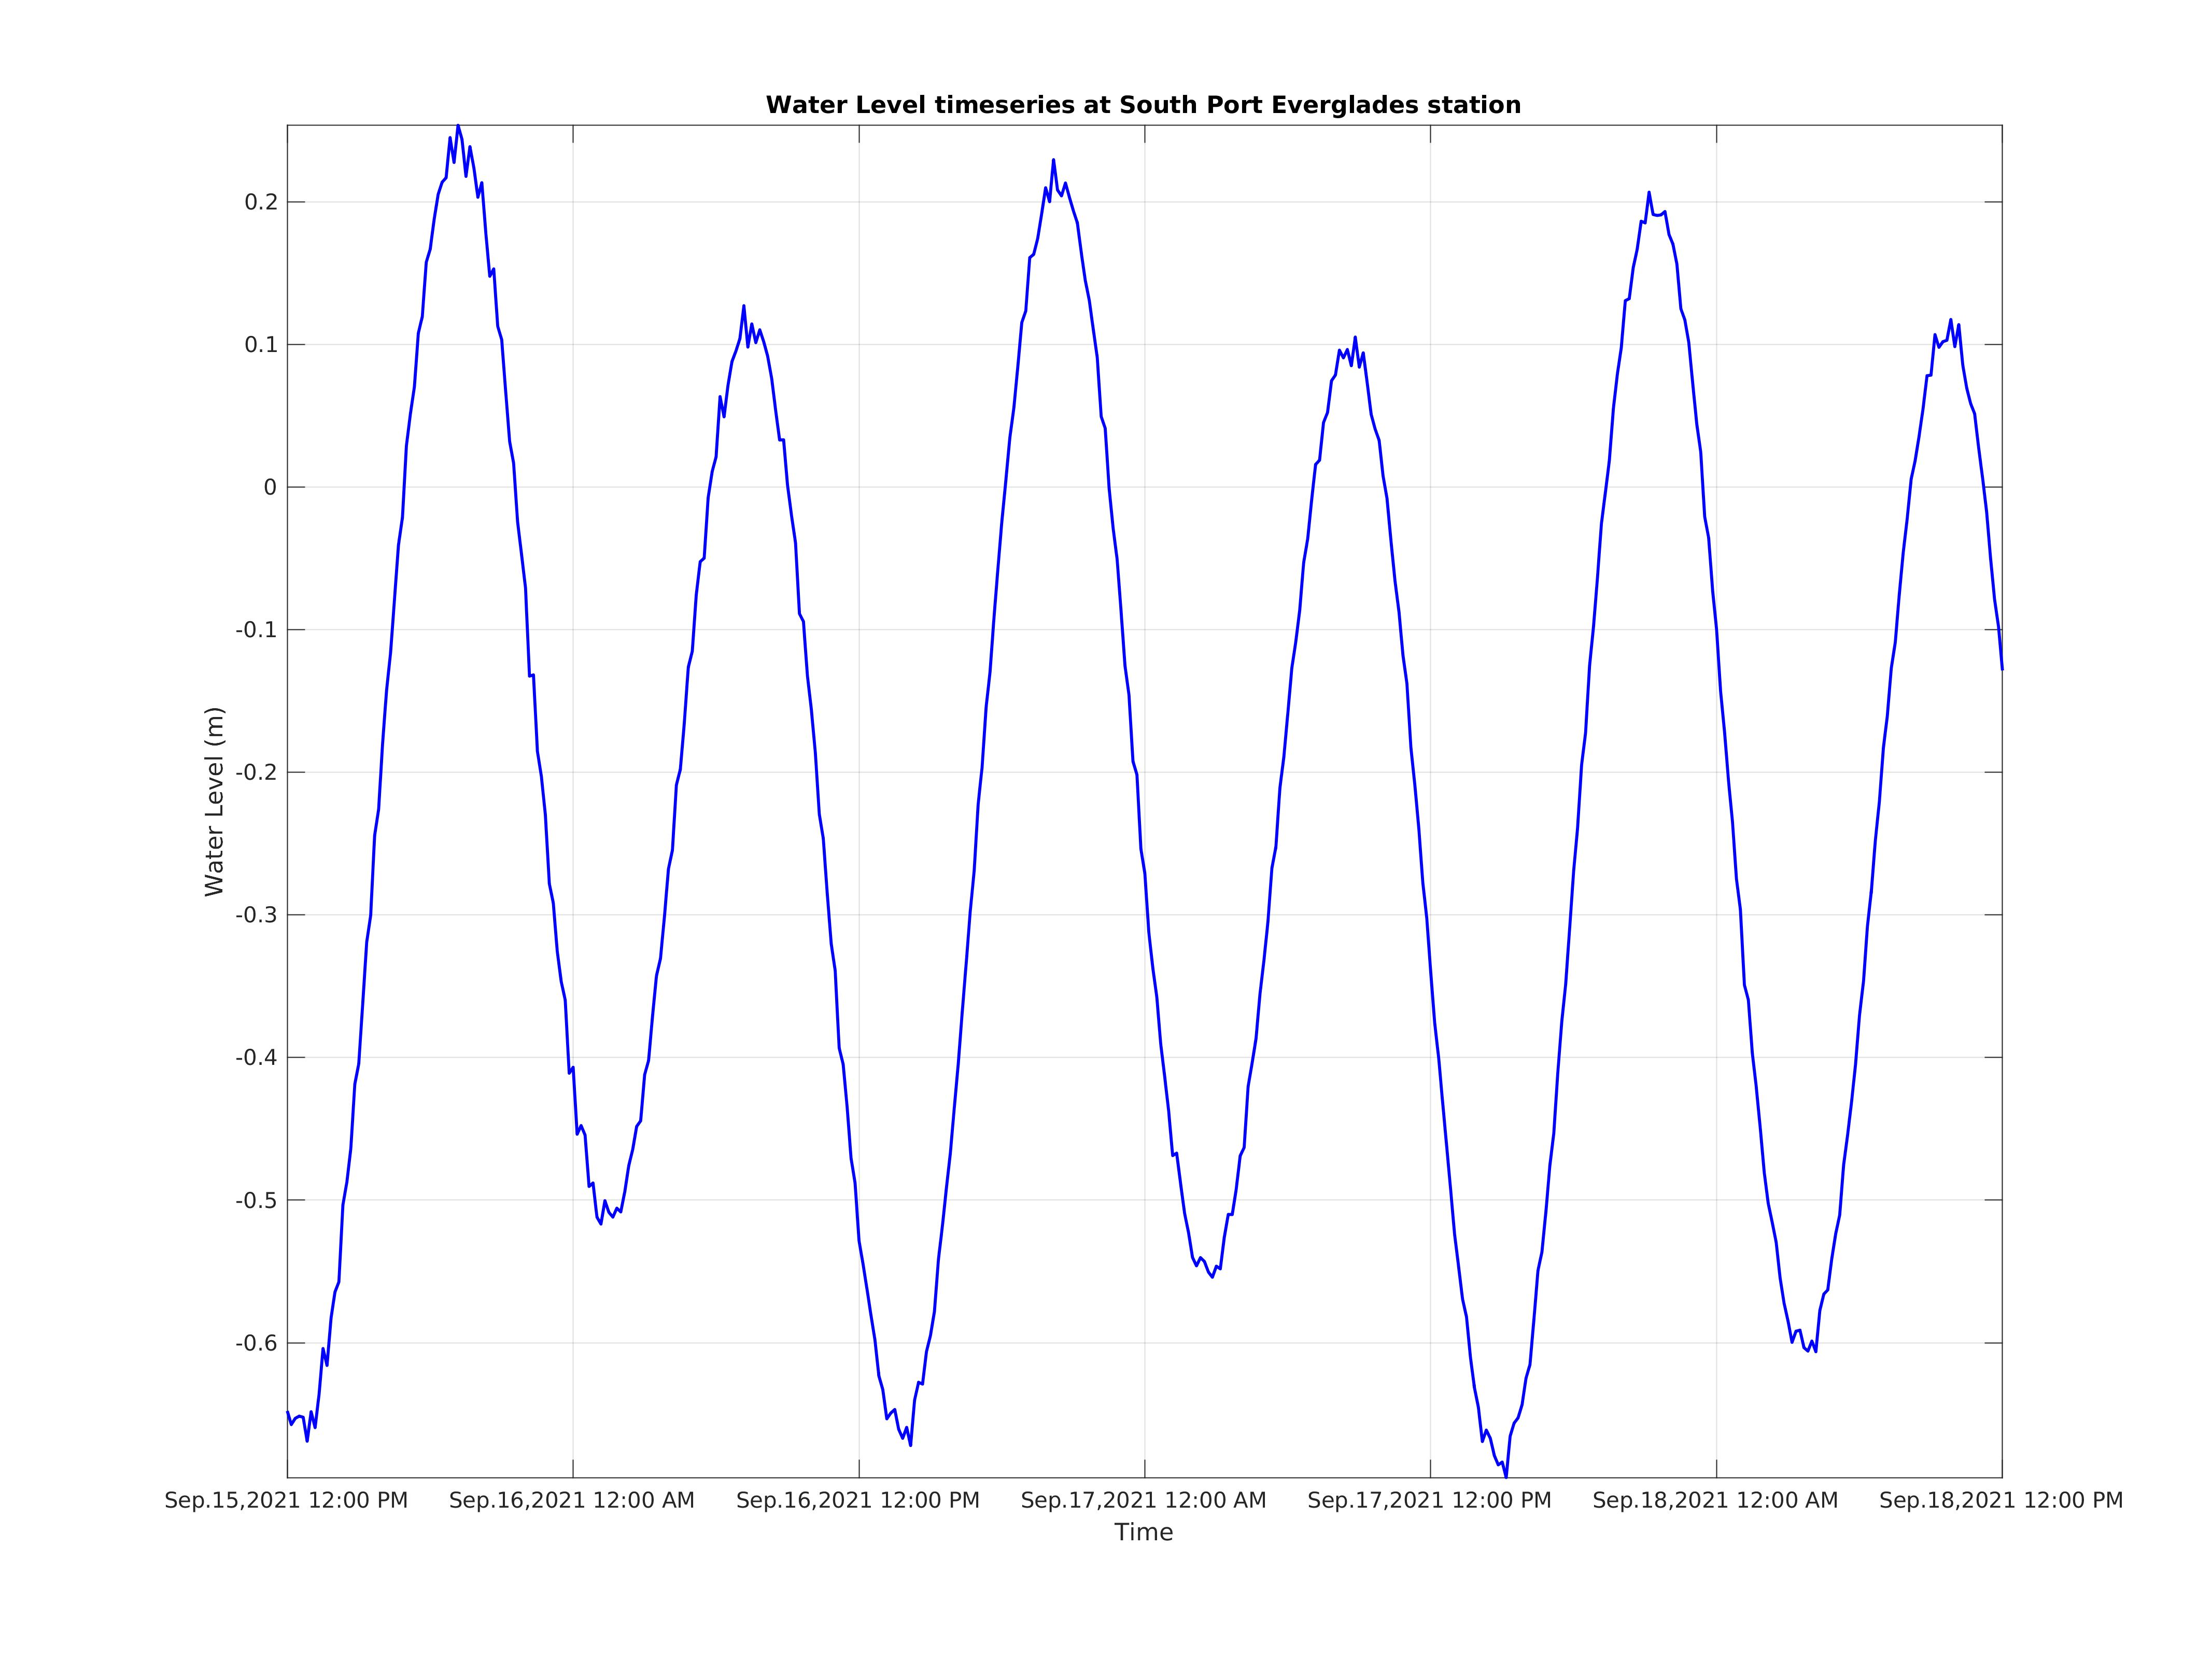 Water Level timeseries at South Port Everglades station
Water Level (m)
0.2
0.1
0
-0.1
-0.2
-0.3
-0.4
-0.5
-0.6
Sep.15,2021 12:00 PM
Sep.16,2021 12:00 AM
Sep.16,2021 12:00 PM
Sep.17,2021 12:00 AM
Sep.17,2021 12:00 PM
Sep.18,2021 12:00 AM
Sep.18,2021 12:00 PM
Time